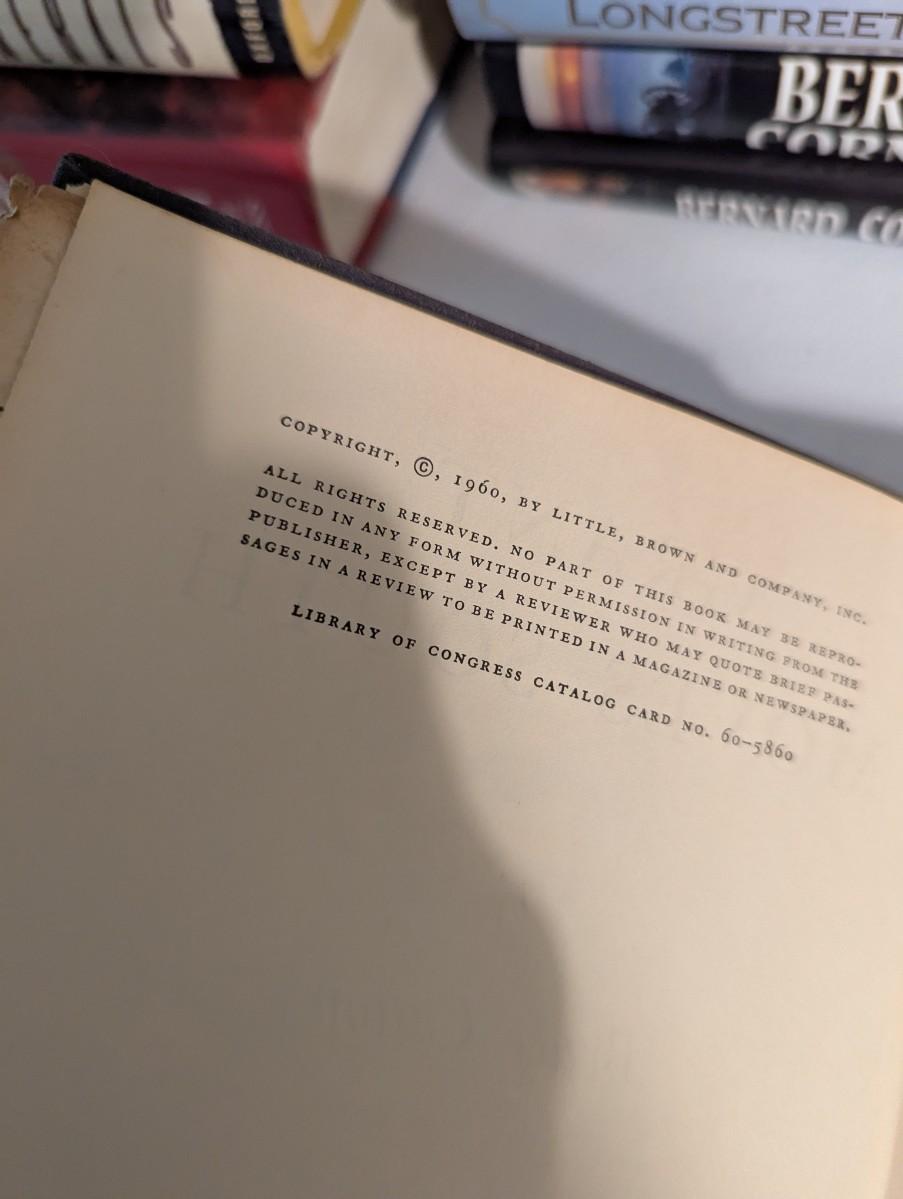 LONGSTREET
BER
CORN
BERNARD CO
COPYRIGHT, ©, 1960, BY LITTLE, BROWN AND COMPANY, INC.
ALL RIGHTS RESERVED. NO PART OF THIS BOOK MAY BE REPRO-
DUCED IN ANY FORM WITHOUT PERMISSION IN WRITING FROM THE
PUBLISHER, EXCEPT BY A REVIEWER WHO MAY QUOTE BRIEF PAS-
SAGES IN A REVIEW TO BE PRINTED IN A MAGAZINE OR NEWSPAPER.
LIBRARY OF CONGRESS CATALOG CARD NO. 60-5860